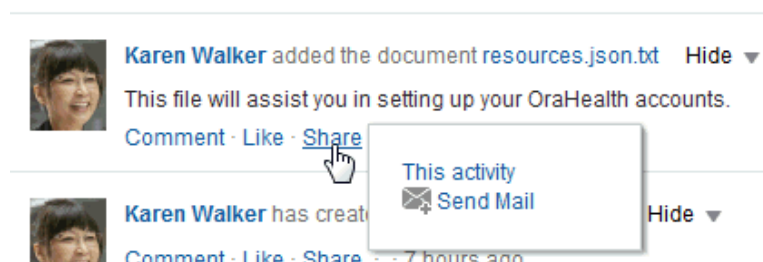 Karen Walker added the document resources.json.txt Hide
This file will assist you in setting up your OraHealth accounts.
Comment · Like · Share
This activity
Send Mail
Karen Walker has Hide
Comment · Like · Share · · 7 hours ago